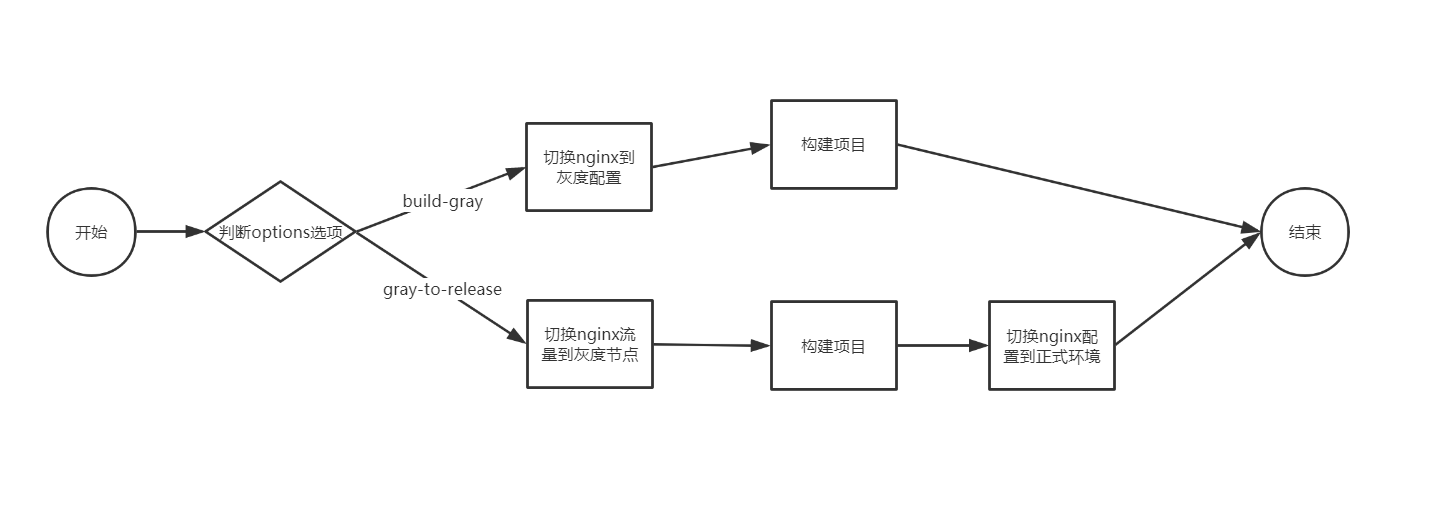 开始
判断options选项
build-gray
切换nginx到
灰度配置
构建项目
gray-to-release
切换nginx流
量到灰度节点
构建项目
切换nginx配
置到正式环境
结束